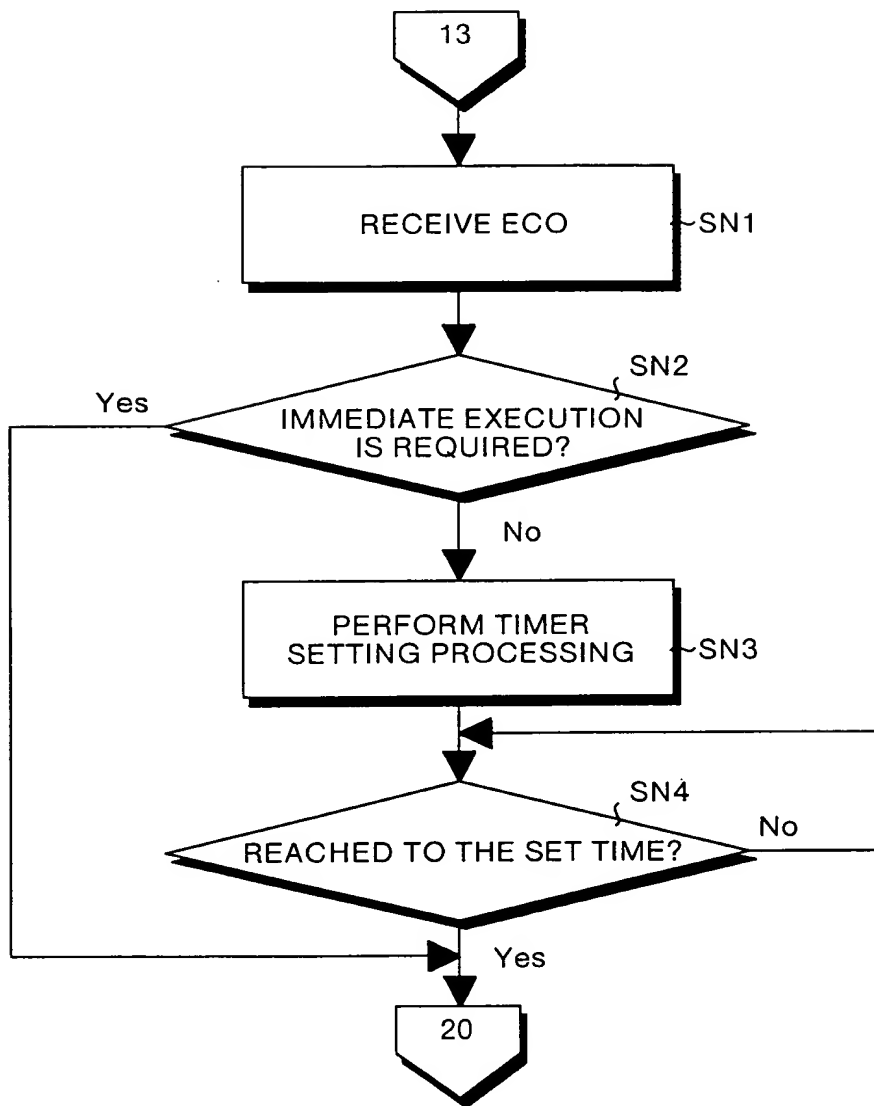 13
RECEIVE ECO
SN1
SN2
Yes
IMMEDIATE EXECUTION
IS REQUIRED?
No
PERFORM TIMER
SETTING PROCESSING
SN3
SN4
No
REACHED TO THE SET TIME?
Yes
20